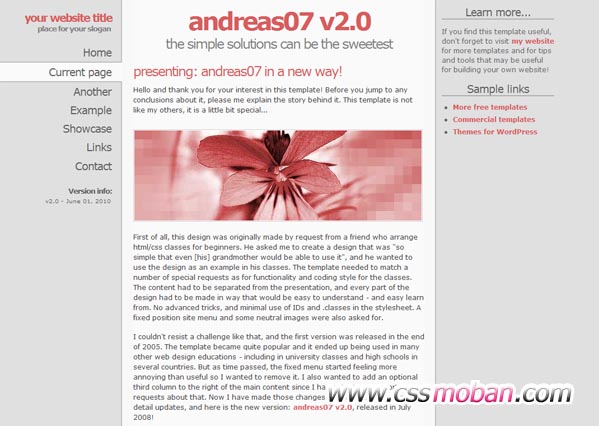 your website title
place for your slogan
Home
Current page
Another
Example
Showcase
Links
Contact
Version info:
v2.0 - June 01, 2010
andreas07 v2.0
the simple solutions can be the sweetest
presenting: andreas07 in a new way!
Hello and thank you for your interest in this template! Before you jump to any
conclusions about it, please me explain the story behind it. This template is not
like my others, it is a little bit special...
First of all, this design was originally made by request from a friend who arrange
html/css classes for beginners. He asked me to create a design that was "so
simple that even [his] grandmother would be able to use it", and he wanted to
use the design as an example in his classes. The template needed to match a
number of special requests as for functionality and coding style for the classes.
The content had to be separated from the presentation, and every part of the
design had to be made in way that would be easy to understand - and easy learn
from. No advanced tricks, and minimal use of IDs and .classes in the stylesheet. A
fixed position site menu and some neutral images were also asked for.
I couldn't resist a challenge like that, and the first version was released in the end
of 2005. The template became quite popular and it ended up being used in many
other web design educations - including in university classes and high schools in
several countries. But as time passed, the fixed menu started feeling more
annoying than useful so I wanted to remove it. I also wanted to add an optional
third column to the right of the main content since I
requests about that. Now I have made those changes
detail updates, and here is the new version: andreas07 v2.0, released in July
2008!
Learn more...
If you find this template useful,
don't forget to visit my website
for more templates and for tips
and tools that may be useful
for building your own website!
Sample links
More free templates
Commercial templates
Themes for WordPress
www.cssmoban.com